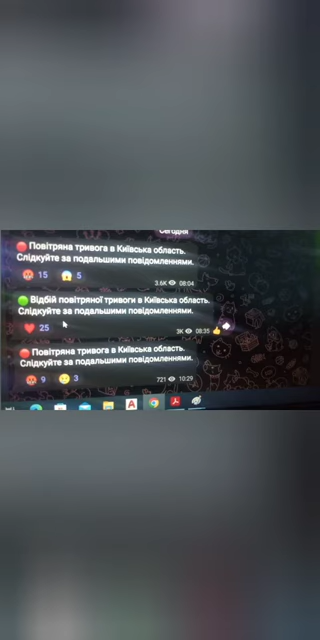 Сегодня
🔴 Повітряна тривога в Київська область.
Слідкуйте за подальшими повідомленнями.
15 5
3.6K 08:04
🟢 Відбій повітряної тривоги в Київська область.
Слідкуйте за подальшими повідомленнями.
25
3K 08:35
🔴 Повітряна тривога в Київська область.
Слідкуйте за подальшими повідомленнями.
9 3
721 10:29